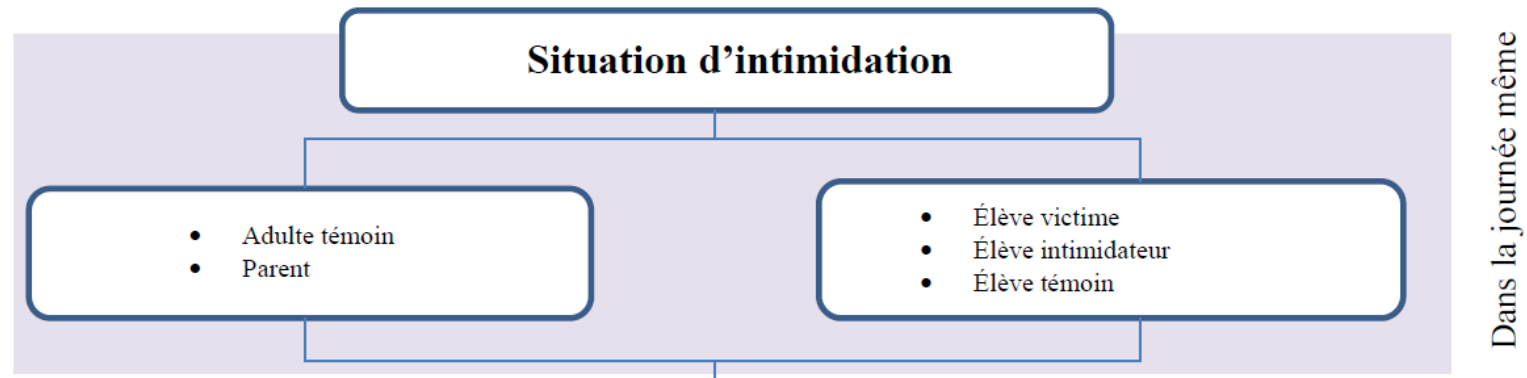 Situation d’intimidation
• Adulte témoin
• Parent
• Élève victime
• Élève intimidateur
• Élève témoin
Dans la journée même